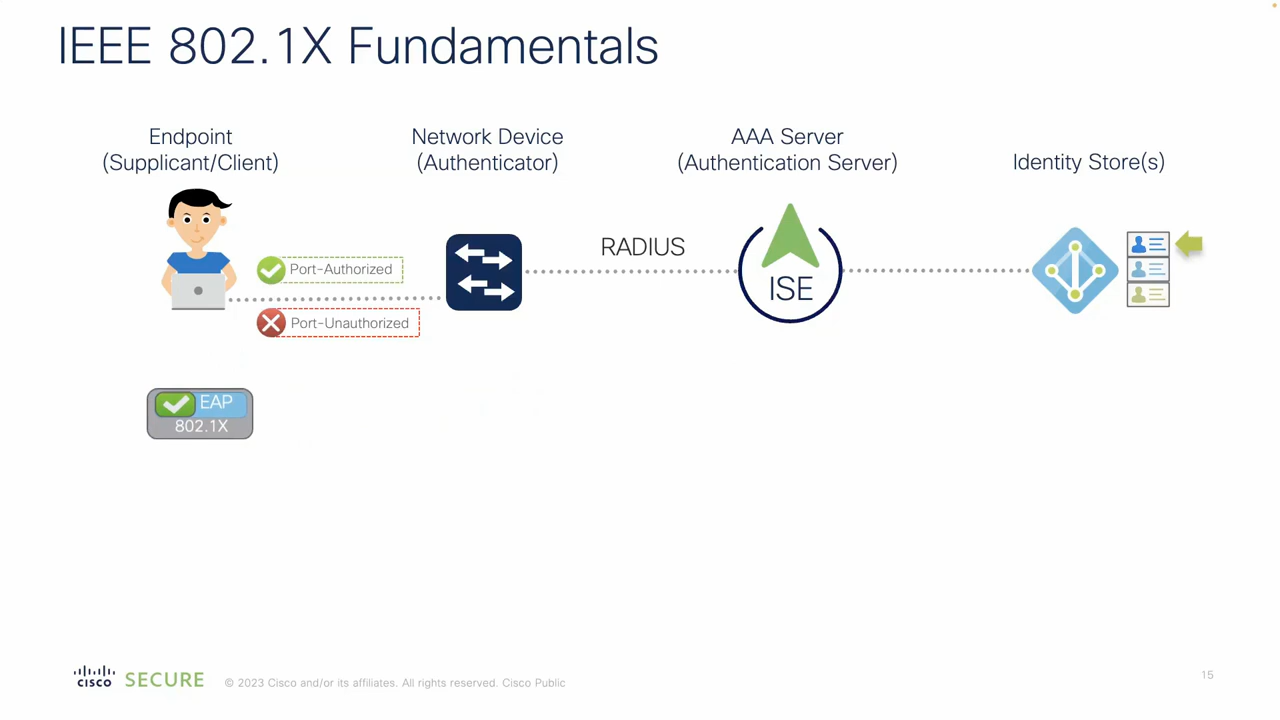 IEEE 802.1X Fundamentals
Endpoint
(Supplicant/Client)
Network Device
(Authenticator)
AAA Server
(Authentication Server)
Identity Store(s)
Port-Authorized
RADIUS
ISE
Port-Unauthorized
EAP
802.1X
CISCO SECURE
© 2023 Cisco and/or its affiliates. All rights reserved. Cisco Public
15